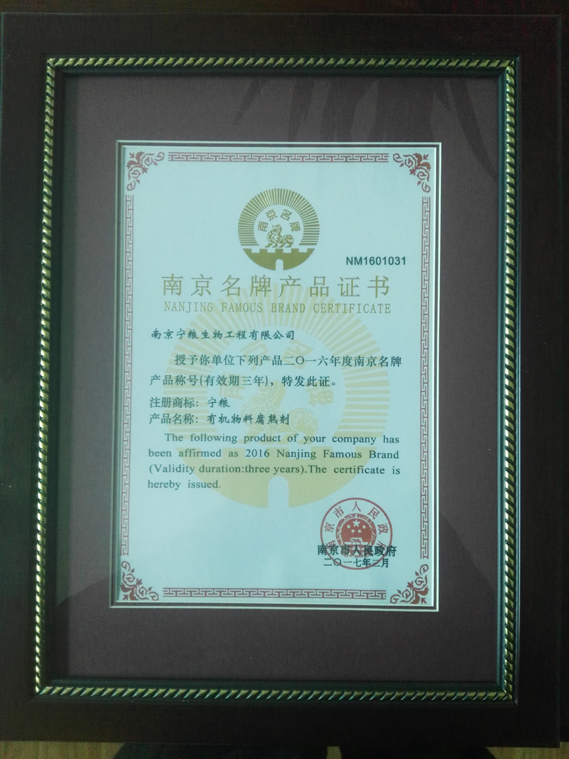 南京名牌
NM1601031
南京名牌产品证书
NANJING FAMOUS BRAND CERTIFICATE
南京宁粮生物工程有限公司
授予你单位下列产品二〇一六年度南京名牌
产品称号(有效期三年)，特发此证。
注册商标：宁粮
产品名称：有机物料腐熟剂
The following product of your company has
been affirmed as 2016 Nanjing Famous Brand
(Validity duration:three years).The certificate is
hereby issued.
南京市人民政府
南京市人民政府
二〇一七年二月